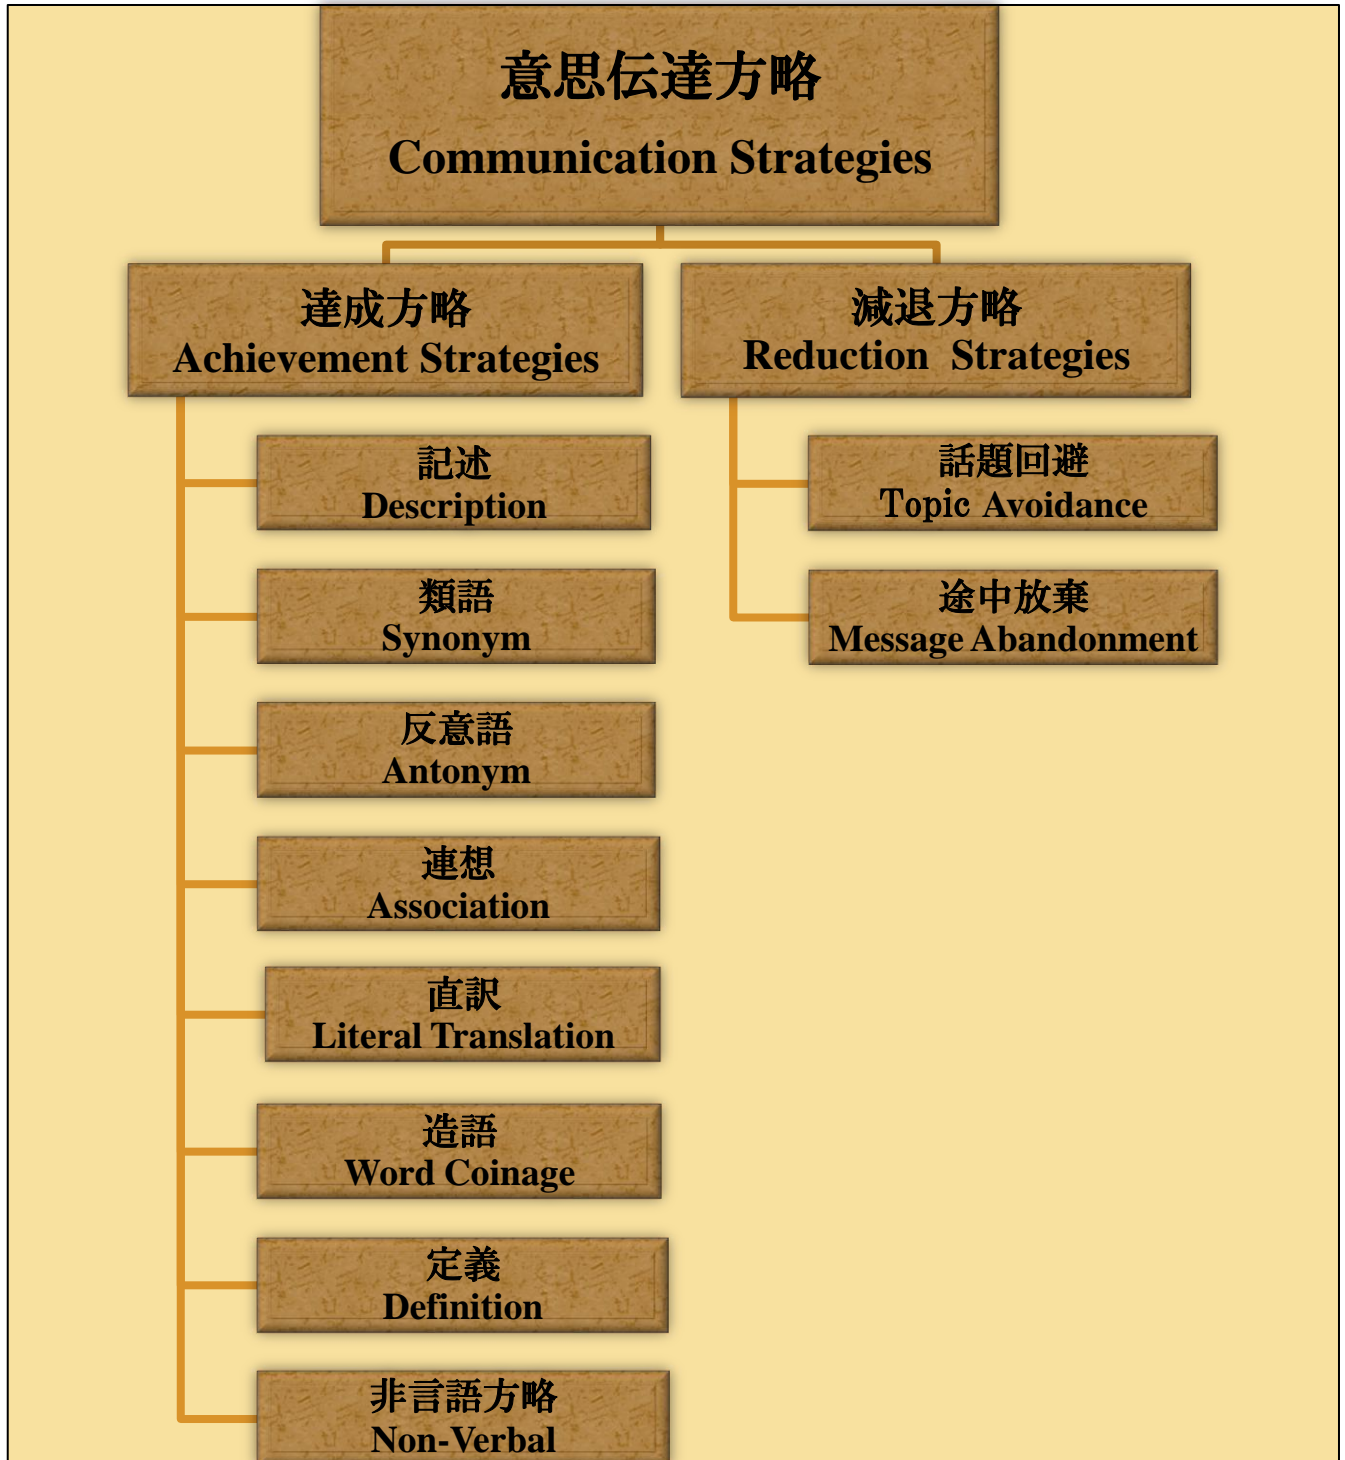 意思伝達方略
Communication Strategies
達成方略
Achievement Strategies
減退方略
Reduction Strategies
記述
Description
類語
Synonym
反意語
Antonym
連想
Association
直訳
Literal Translation
造語
Word Coinage
定義
Definition
非言語方略
Non-Verbal
話題回避
Topic Avoidance
途中放棄
Message Abandonment